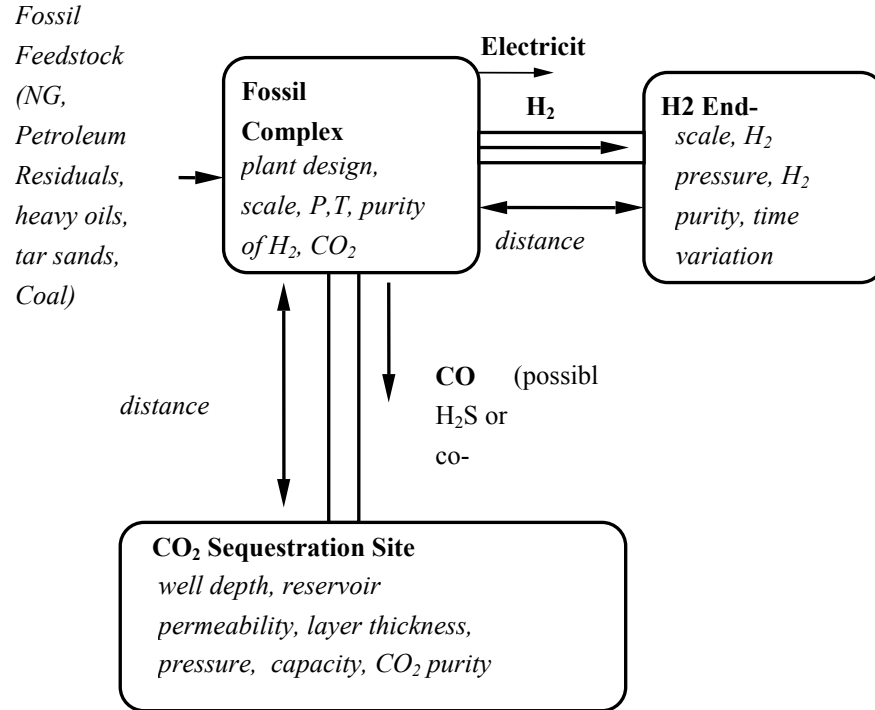 Fossil
Feedstock
(NG,
Petroleum
Residuals,
heavy oils,
tar sands,
Coal)
Fossil
Complex
plant design,
scale, P,T, purity
of H₂, CO₂
Electricit
H₂
distance
H2 End-
scale, H₂
pressure, H₂
purity, time
variation
distance
CO (possibl
H₂S or
co-
CO₂ Sequestration Site
well depth, reservoir
permeability, layer thickness,
pressure, capacity, CO₂ purity